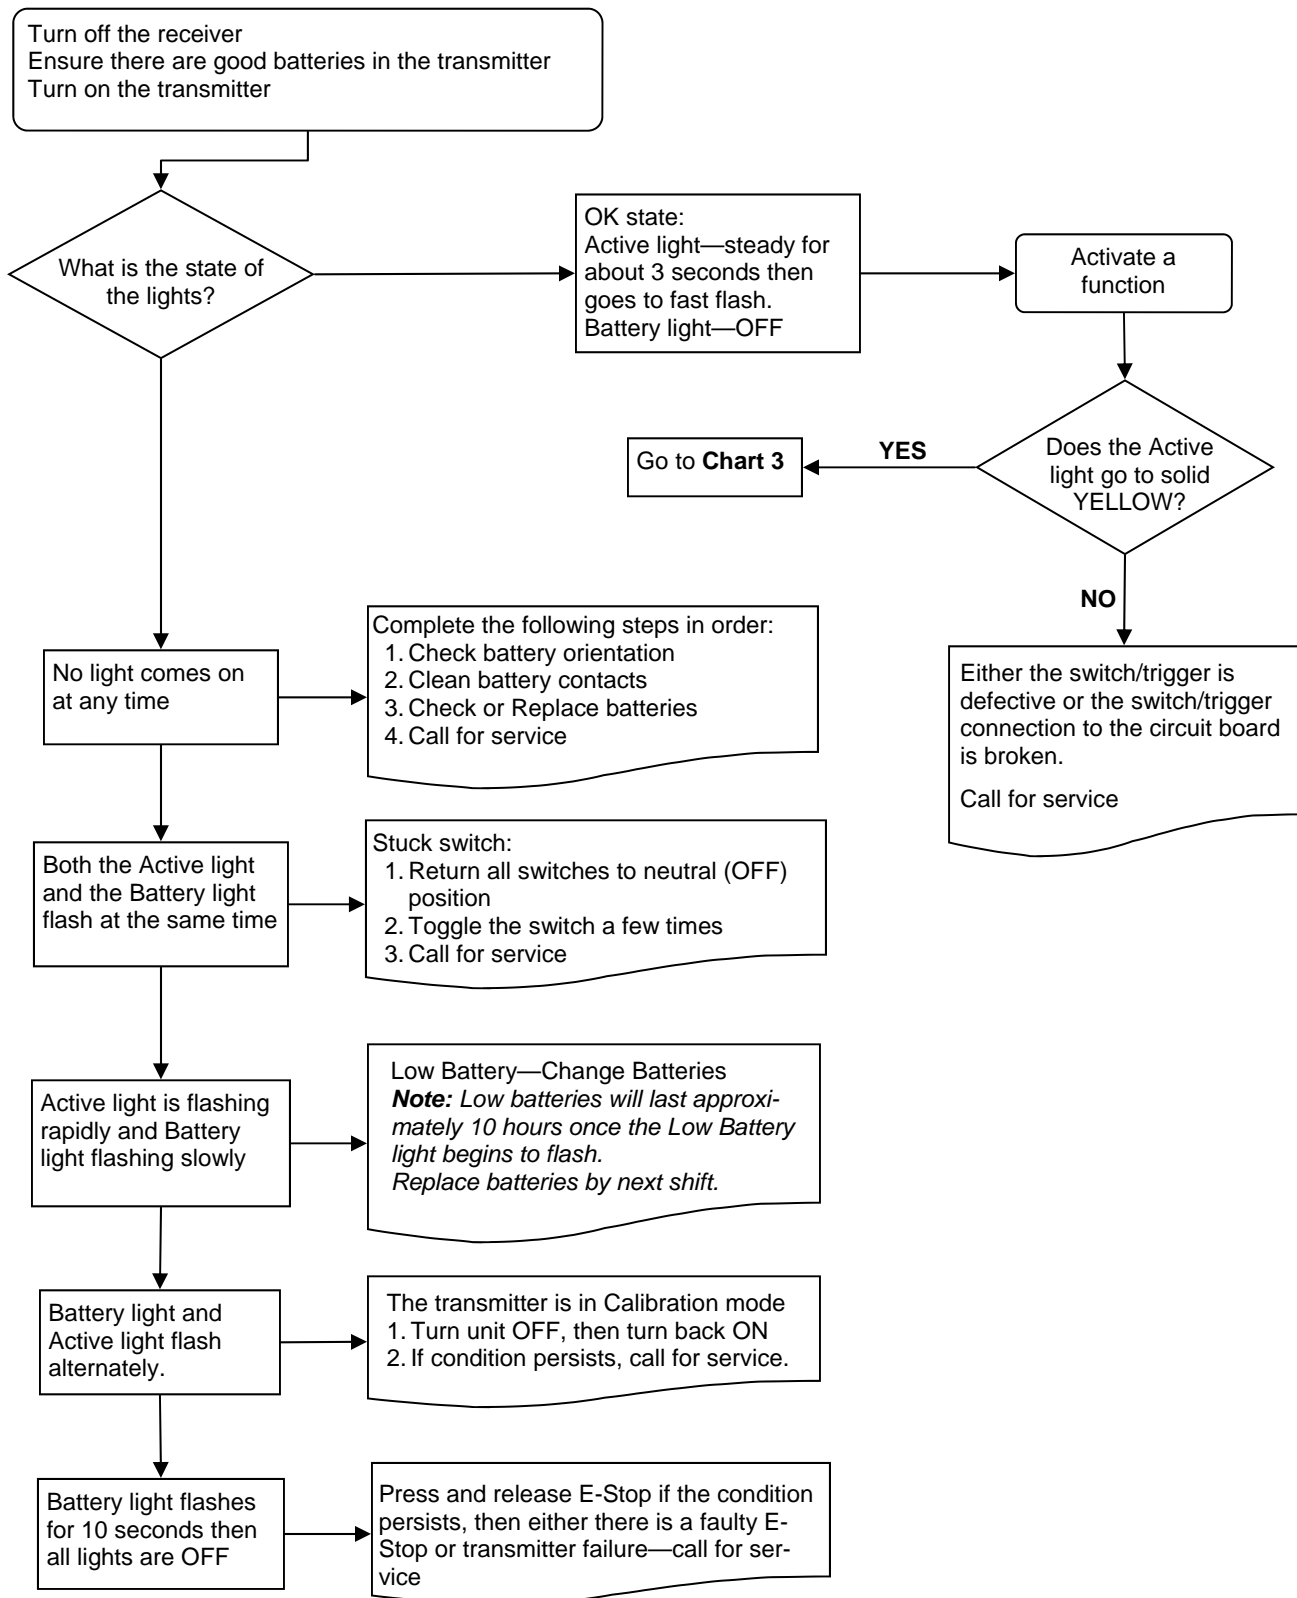 Turn off the receiver
Ensure there are good batteries in the transmitter
Turn on the transmitter
What is the state of
the lights?
OK state:
Active light—steady for
about 3 seconds then
goes to fast flash.
Battery light—OFF
Activate a
function
Does the Active
light go to solid
YELLOW?
YES
Go to Chart 3
NO
Either the switch/trigger is
defective or the switch/trigger
connection to the circuit board
is broken.
Call for service
No light comes on
at any time
Complete the following steps in order:
1. Check battery orientation
2. Clean battery contacts
3. Check or Replace batteries
4. Call for service
Both the Active light
and the Battery light
flash at the same time
Stuck switch:
1. Return all switches to neutral (OFF)
position
2. Toggle the switch a few times
3. Call for service
Active light is flashing
rapidly and Battery
light flashing slowly
Low Battery—Change Batteries
Note: Low batteries will last approxi-
mately 10 hours once the Low Battery
light begins to flash.
Replace batteries by next shift.
Battery light and
Active light flash
alternately.
The transmitter is in Calibration mode
1. Turn unit OFF, then turn back ON
2. If condition persists, call for service.
Battery light flashes
for 10 seconds then
all lights are OFF
Press and release E-Stop if the condition
persists, then either there is a faulty E-
Stop or transmitter failure—call for ser-
vice